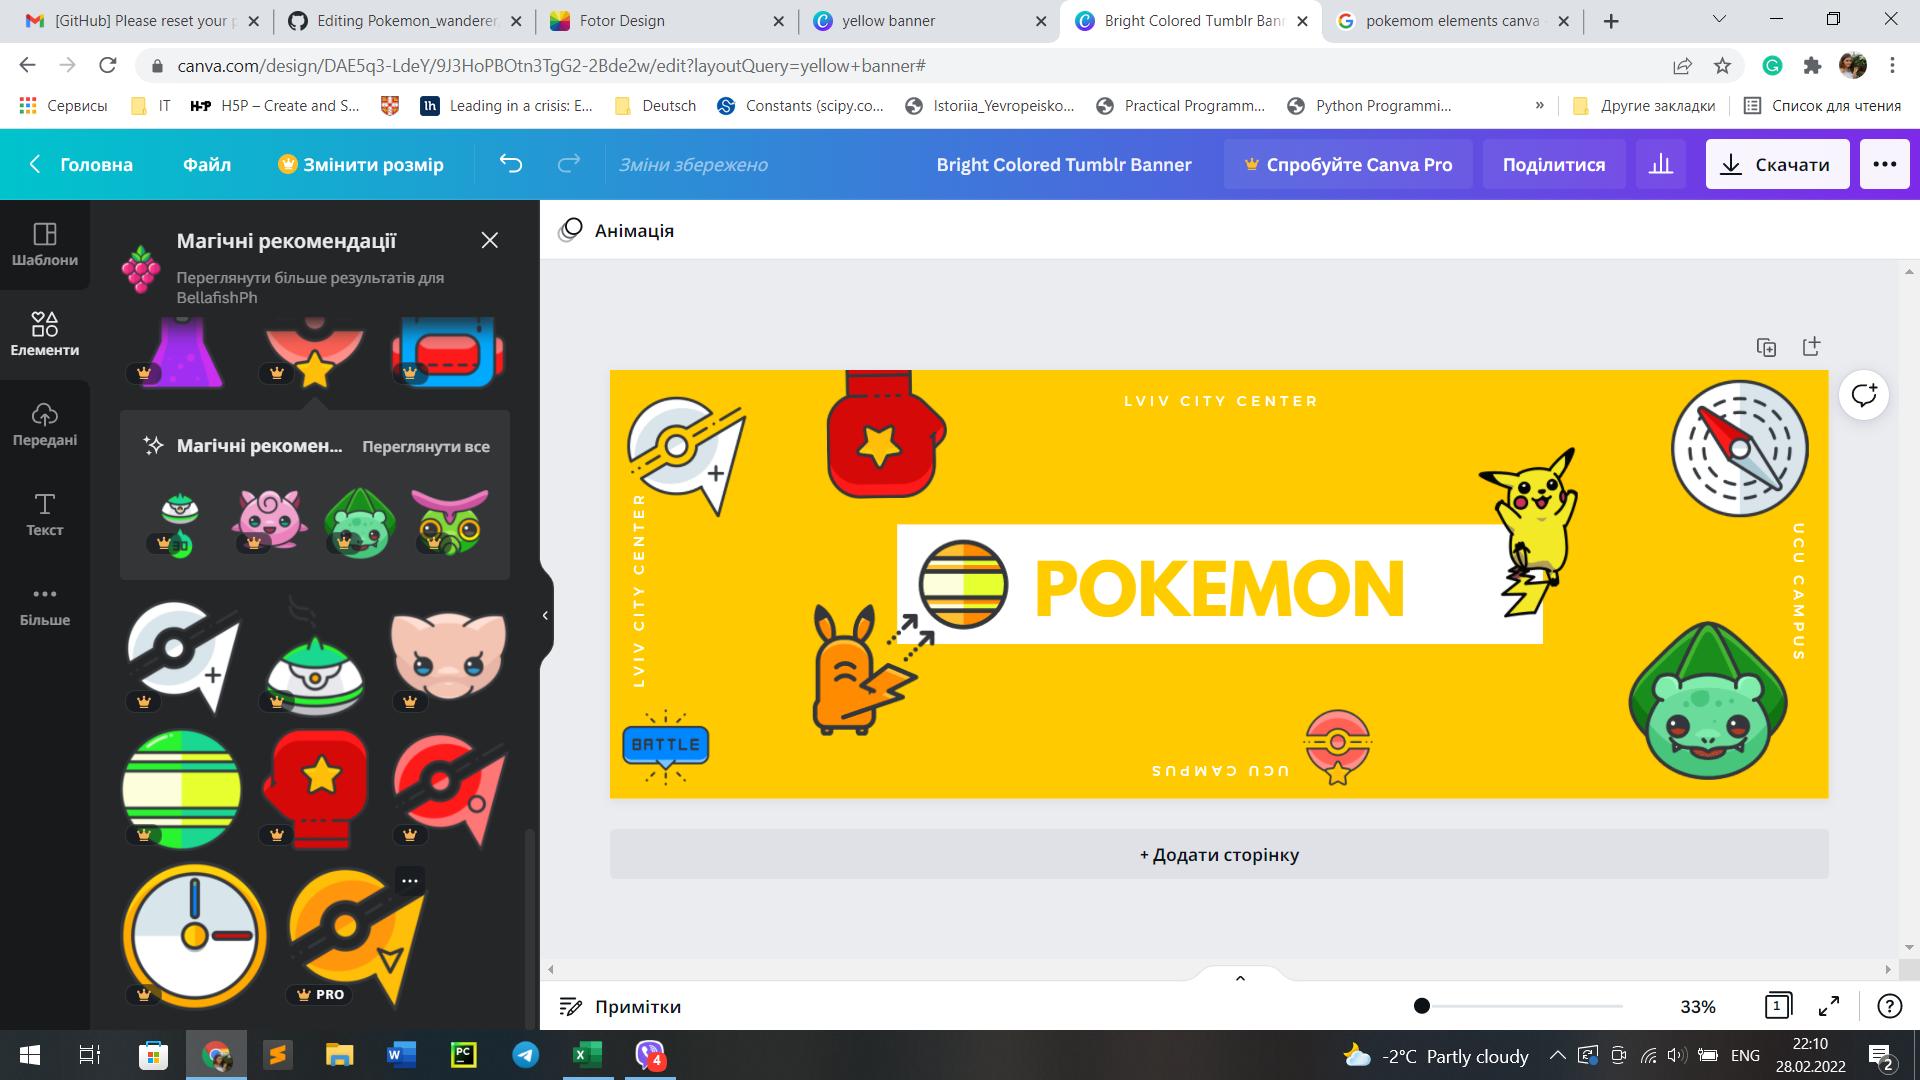 [GitHub] Please reset your p
Editing Pokemon_wanderer
Fotor Design
yellow banner
Bright Colored Tumblr Bann
pokemom elements canva -
canva.com/design/DAE5q3-LdeY/9J3HoPBOtn3TgG2-2Bde2w/edit?layoutQuery=yellow+banner#
Сервисы
IT
H5P – Create and S...
Leading in a crisis: E...
Deutsch
Constants (scipy.co...
Istoriia_Yevropeisko...
Practical Programm...
Python Programmi...
»
Другие закладки
Список для чтения
Головна
Файл
Змінити розмір
Зміни збережено
Bright Colored Tumblr Banner
Спробуйте Canva Pro
Поділитися
Скачати
Шаблони
Елементи
Передані
Текст
Більше
Магічні рекомендації
Переглянути більше результатів для
BellafishPh
Магічні рекомен...
Переглянути все
30
PRO
Анімація
LVIV CITY CENTER
LVIV CITY CENTER
UCU CAMPUS
POKEMON
BATTLE
UCU CAMPUS
+ Додати сторінку
Примітки
33%
1
-2°C Partly cloudy
ENG
22:10
28.02.2022
4
2